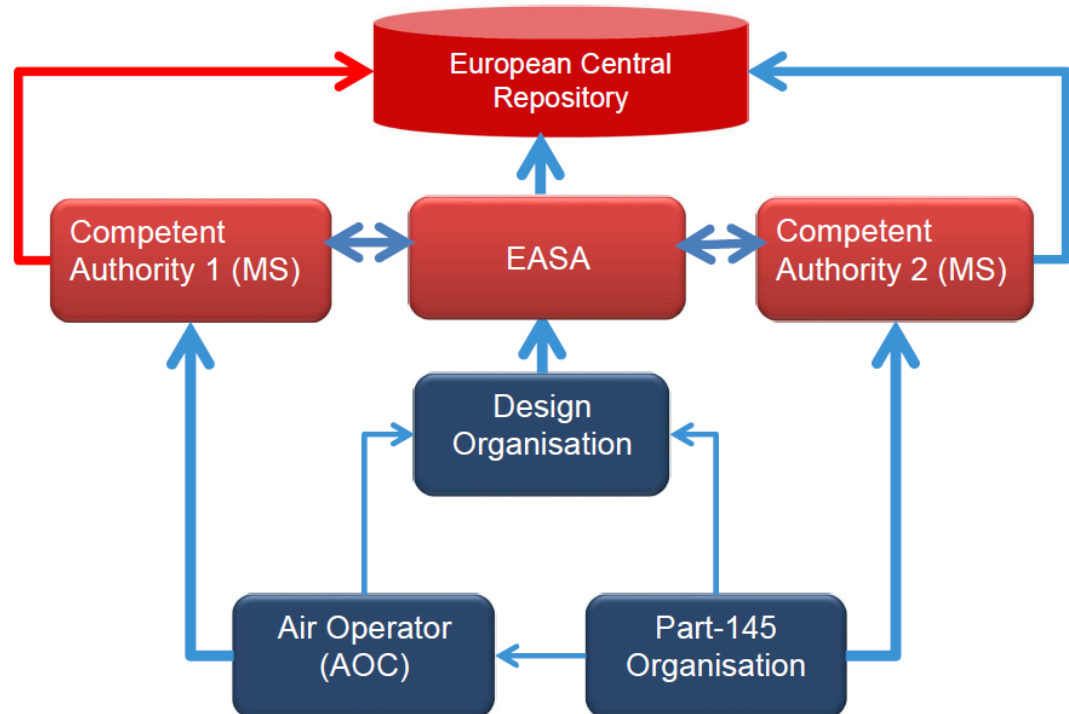 European Central
Repository
Competent
Authority 1 (MS)
EASA
Competent
Authority 2 (MS)
Design
Organisation
Air Operator
(AOC)
Part-145
Organisation